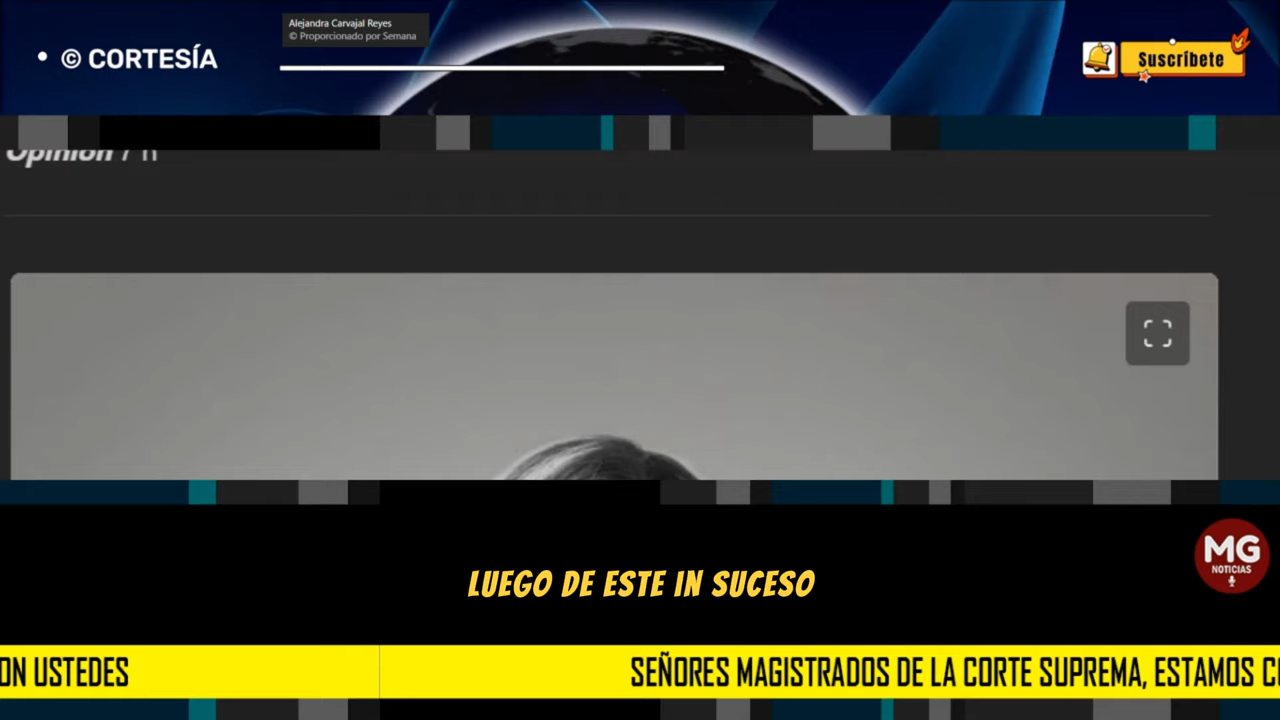 Alejandra Carvajal Reyes
© Proporcionado por Semana
• © CORTESÍA
Suscríbete
Opinión /
MG
NOTICIAS
LUEGO DE ESTE IN SUCESO
ON USTEDES
SEÑORES MAGISTRADOS DE LA CORTE SUPREMA, ESTAMOS CO